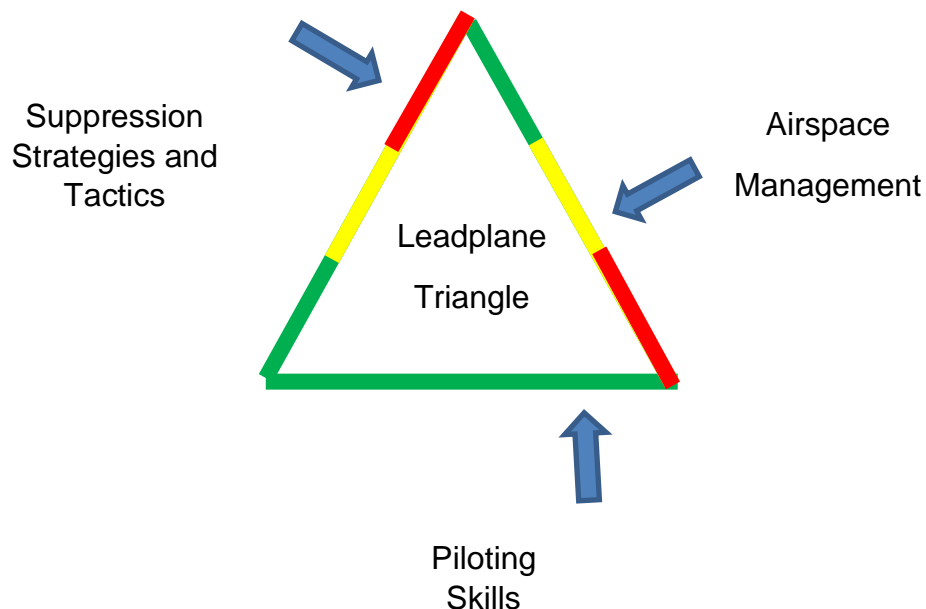 Suppression
Strategies and
Tactics
Airspace
Management
Leadplane
Triangle
Piloting
Skills